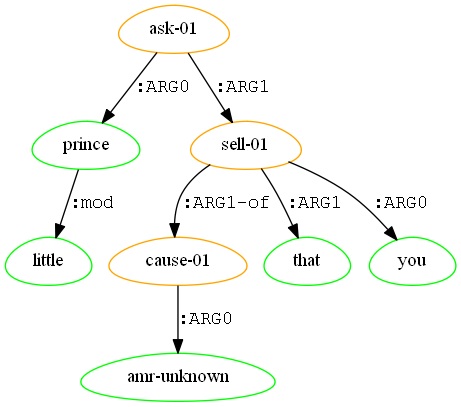 ask-01
:ARG0 :ARG1
prince sell-01
:mod :ARG1-of :ARG1 :ARG0
little cause-01 that you
:ARG0
amr-unknown